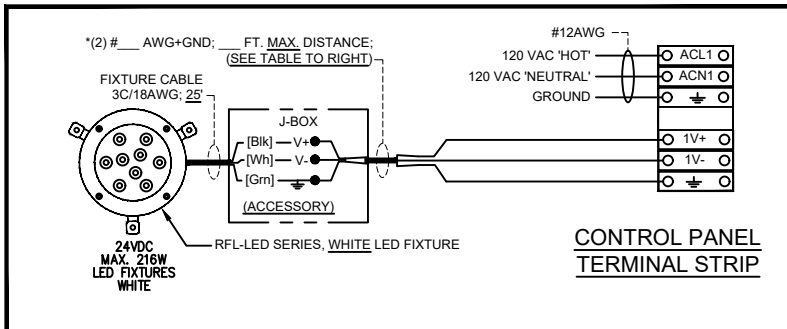 *(2) #___ AWG+GND; ___ FT. MAX. DISTANCE;
(SEE TABLE TO RIGHT)
#12AWG
120 VAC 'HOT'
ACL1
120 VAC 'NEUTRAL'
ACN1
GROUND
FIXTURE CABLE
3C/18AWG; 25'
J-BOX
[Blk] V+
[Wh] V-
[Grn]
(ACCESSORY)
1V+
1V-
RFL-LED SERIES, WHITE LED FIXTURE
24VDC
MAX. 216W
LED FIXTURES
WHITE
CONTROL PANEL
TERMINAL STRIP